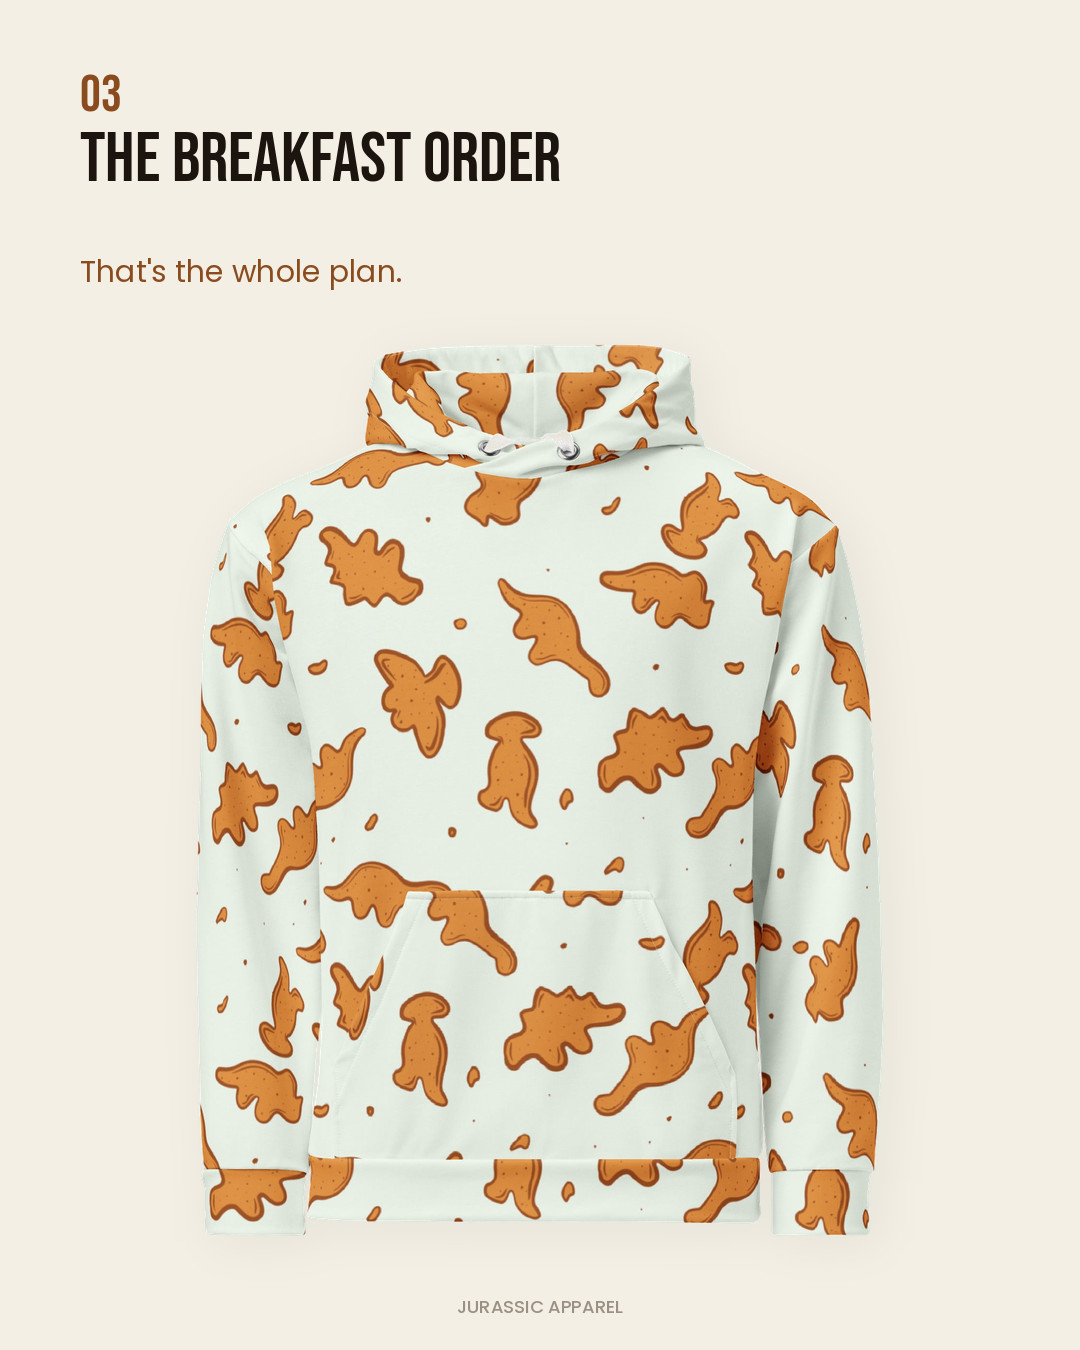 03
THE BREAKFAST ORDER
That's the whole plan.
JURASSIC APPAREL